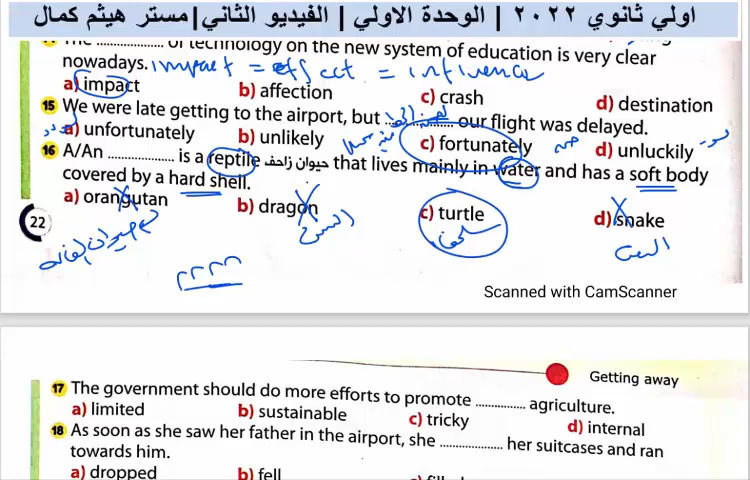 اولي ثانوي ٢٠٢٢ | الوحدة الاولي | الفيديو الثاني|مستر هيثم كمال
The .................. of technology on the new system of education is very clear
nowadays. impact = effect = influence
a) impact b) affection c) crash d) destination
15 We were late getting to the airport, but .................. our flight was delayed.
a) unfortunately b) unlikely c) fortunately d) unluckily
16 A/An .................. is a reptile حيوان زاحف that lives mainly in water and has a soft body
covered by a hard shell.
a) orangutan b) dragon c) turtle d) snake
22
Scanned with CamScanner
Getting away
17 The government should do more efforts to promote ............. agriculture.
a) limited b) sustainable c) tricky d) internal
18 As soon as she saw her father in the airport, she ................ her suitcases and ran
towards him.
a) dropped b) fell